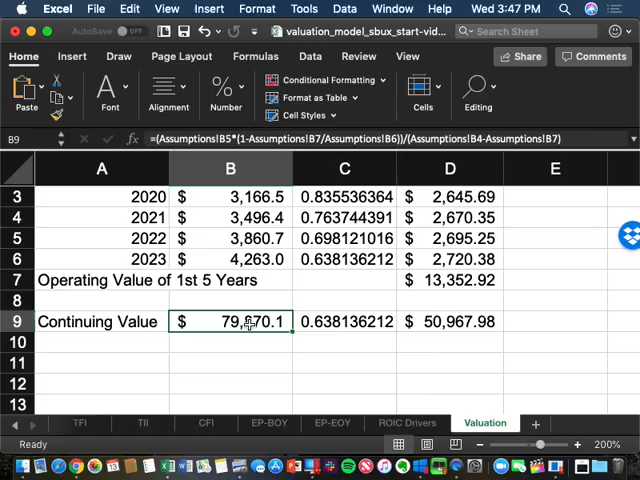 Excel File Edit View Insert Format Tools Data Window Help Wed 3:47 PM
AutoSave OFF valuation_model_sbux_start-vid... Search Sheet
Home Insert Page Layout Formulas Data Review View Share Comments
Paste Font Alignment Number Conditional Formatting Format as Table Cell Styles Cells Editing
B9 fx =(Assumptions!B5*(1-Assumptions!B7/Assumptions!B6))/(Assumptions!B4-Assumptions!B7)
A B C D E
3 2020 $ 3,166.5 0.835536364 $ 2,645.69
4 2021 $ 3,496.4 0.763744391 $ 2,670.35
5 2022 $ 3,860.7 0.698121016 $ 2,695.25
6 2023 $ 4,263.0 0.638136212 $ 2,720.38
7 Operating Value of 1st 5 Years $ 13,352.92
8
9 Continuing Value $ 0.638136212 $ 50,967.98
10
11
12
13
TFI TII CFI EP-BOY EP-EOY ROIC Drivers Valuation
Ready 200%